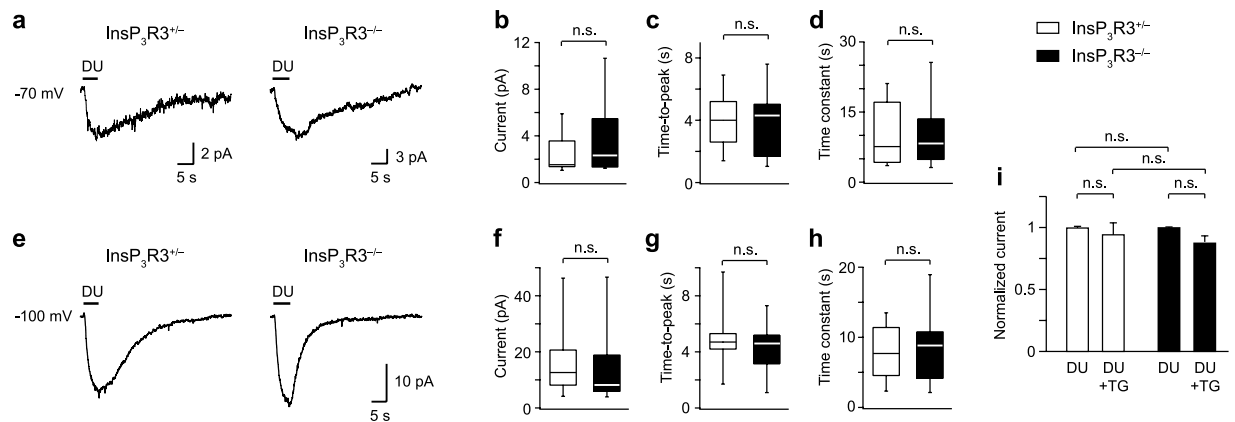 a
InsP3R3+/–
InsP3R3–/–
DU
DU
-70 mV
2 pA
5 s
3 pA
5 s
b
n.s.
Current (pA)
12
8
4
0
c
n.s.
Time-to-peak (s)
8
4
0
d
n.s.
Time constant (s)
30
15
0
InsP3R3+/–
InsP3R3–/–
e
InsP3R3+/–
InsP3R3–/–
DU
DU
-100 mV
10 pA
5 s
f
n.s.
Current (pA)
60
40
20
0
g
n.s.
Time-to-peak (s)
8
4
0
h
n.s.
Time constant (s)
20
10
0
i
n.s.
n.s.
n.s.
n.s.
Normalized current
1
0.5
0
DU DU DU DU
+TG +TG